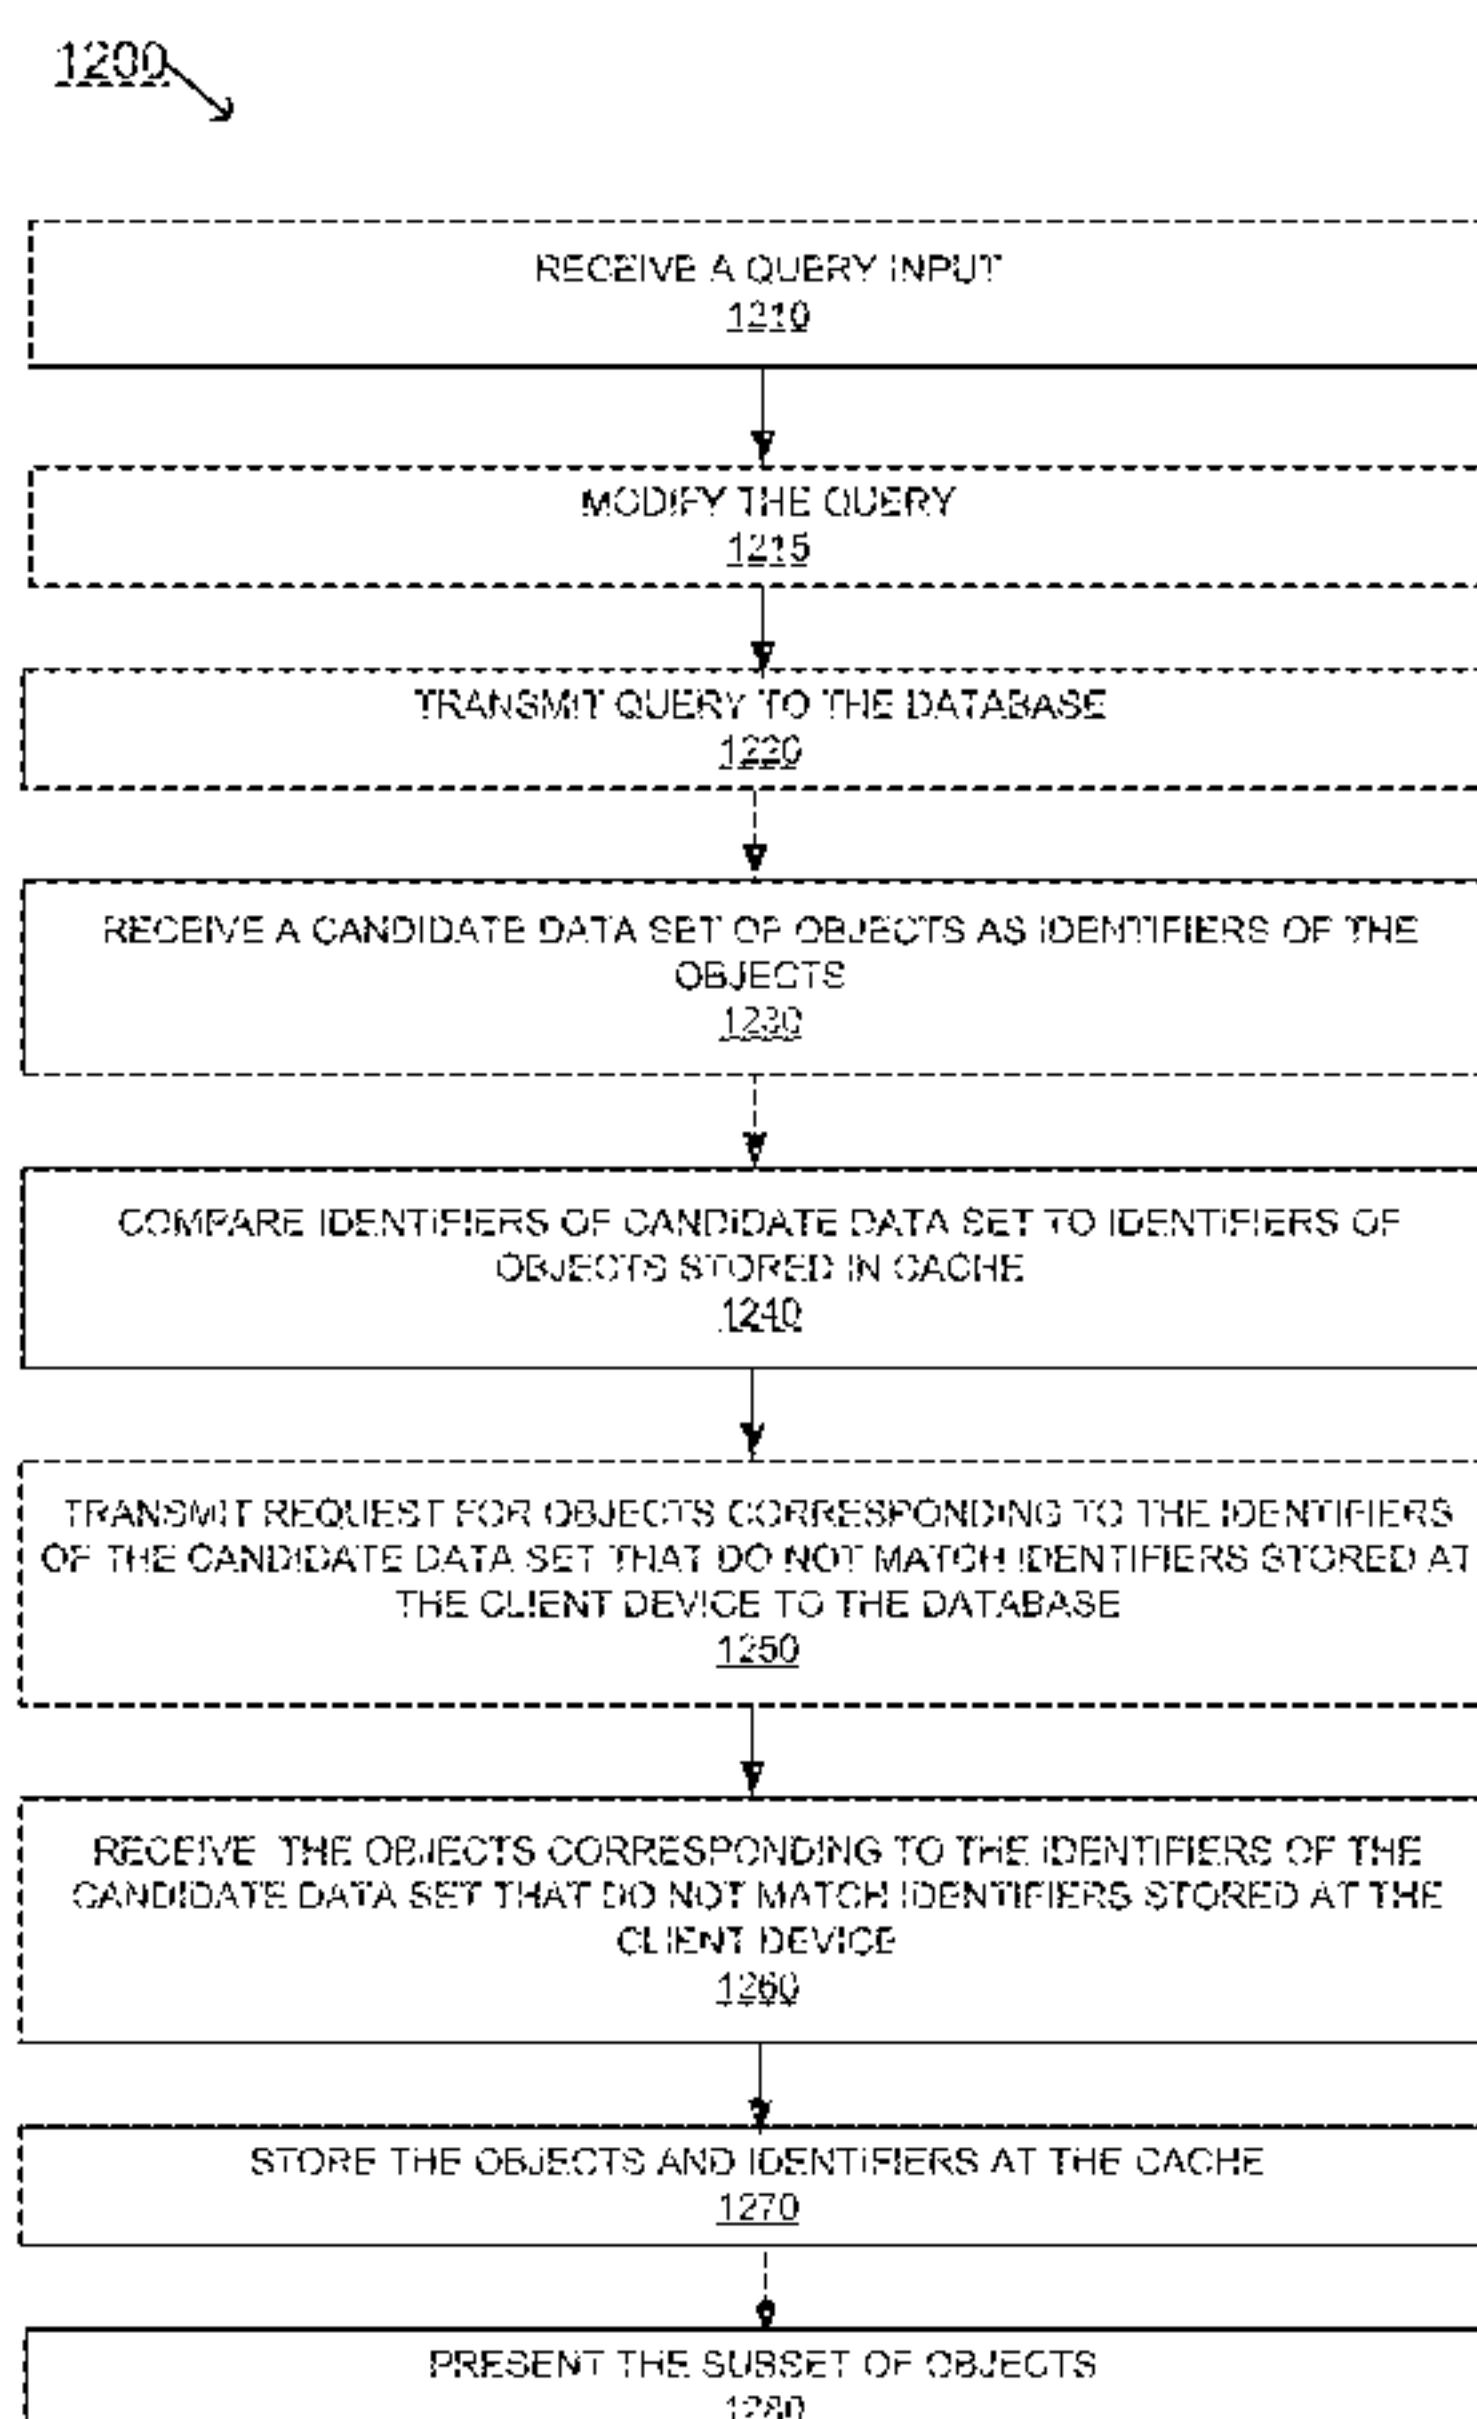 1200
RECEIVE A QUERY INPUT
1210
MODIFY THE QUERY
1215
TRANSMIT QUERY TO THE DATABASE
1220
RECEIVE A CANDIDATE DATA SET OF OBJECTS AS IDENTIFIERS OF THE
OBJECTS
1230
COMPARE IDENTIFIERS OF CANDIDATE DATA SET TO IDENTIFIERS OF
OBJECTS STORED IN CACHE
1240
TRANSMIT REQUEST FOR OBJECTS CORRESPONDING TO THE IDENTIFIERS
OF THE CANDIDATE DATA SET THAT DO NOT MATCH IDENTIFIERS STORED AT
THE CLIENT DEVICE TO THE DATABASE
1250
RECEIVE THE OBJECTS CORRESPONDING TO THE IDENTIFIERS OF THE
CANDIDATE DATA SET THAT DO NOT MATCH IDENTIFIERS STORED AT THE
CLIENT DEVICE
1260
STORE THE OBJECTS AND IDENTIFIERS AT THE CACHE
1270
PRESENT THE SUBSET OF OBJECTS
1280